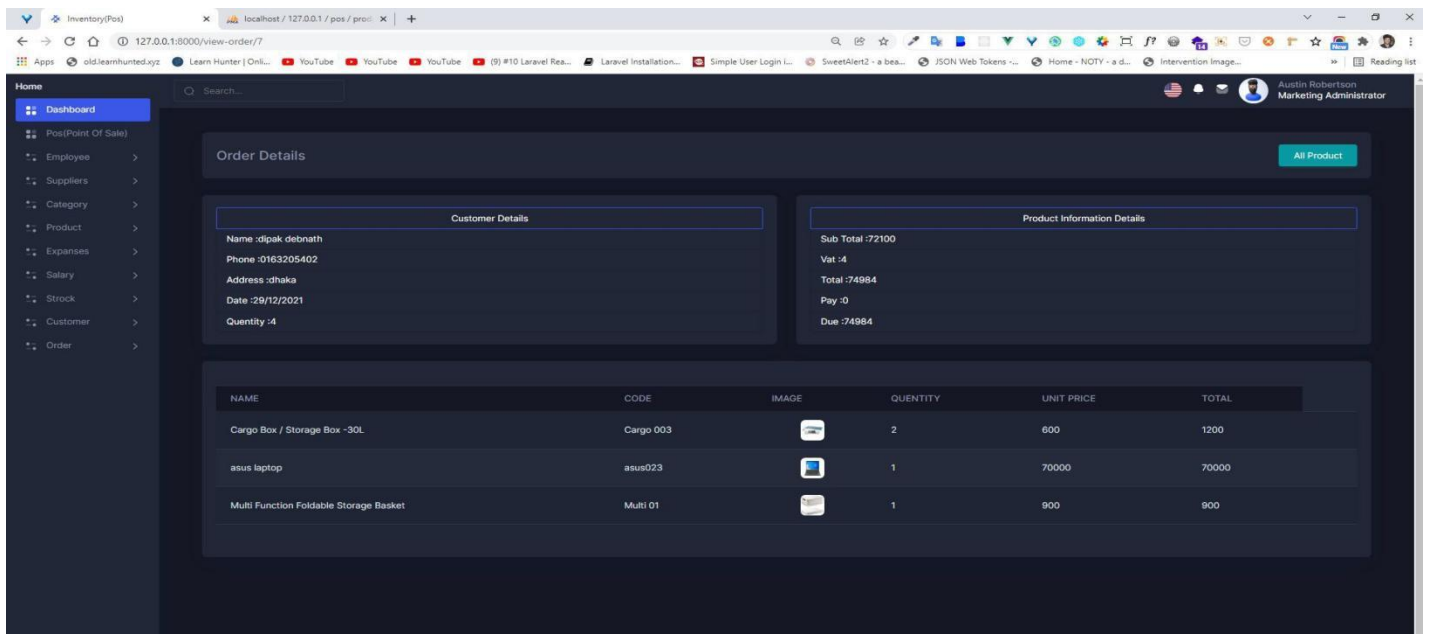 Inventory(Pos)
localhost / 127.0.0.1 / pos / prod
127.0.0.1:8000/view-order/7
Apps old.learnhunted.xyz Learn Hunter | Onli... YouTube YouTube YouTube (9) #10 Laravel Rea... Laravel Installation... Simple User Login i... SweetAlert2 - a bea... JSON Web Tokens -... Home - NOTY - a d... Intervention Image... » Reading list
Home
Search...
Austin Robertson
Marketing Administrator
Dashboard
Pos(Point Of Sale)
Employee
Suppliers
Category
Product
Expanses
Salary
Strock
Customer
Order
Order Details
All Product
Customer Details
Name :dipak debnath
Phone :0163205402
Address :dhaka
Date :29/12/2021
Quentity :4
Product Information Details
Sub Total :72100
Vat :4
Total :74984
Pay :0
Due :74984
NAME CODE IMAGE QUENTITY UNIT PRICE TOTAL
Cargo Box / Storage Box -30L Cargo 003 2 600 1200
asus laptop asus023 1 70000 70000
Multi Function Foldable Storage Basket Multi 01 1 900 900